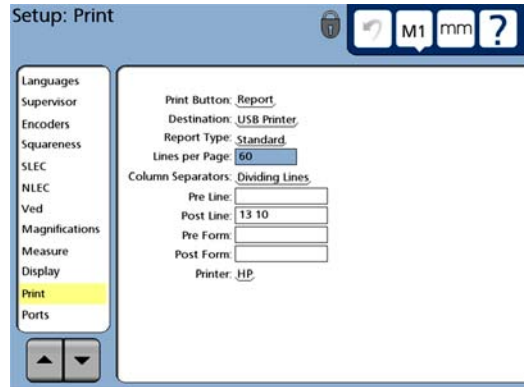 Setup: Print
M1 mm ?
Languages
Supervisor
Encoders
Squareness
SLEC
NLEC
Ved
Magnifications
Measure
Display
Print
Ports
Print Button: Report
Destination: USB Printer
Report Type: Standard
Lines per Page: 60
Column Separators: Dividing Lines
Pre Line:
Post Line: 13 10
Pre Form:
Post Form:
Printer: HP